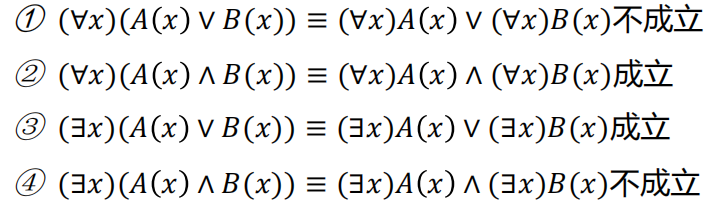 ① (∀x)(A(x) ∨ B(x)) ≡ (∀x)A(x) ∨ (∀x)B(x)不成立
② (∀x)(A(x) ∧ B(x)) ≡ (∀x)A(x) ∧ (∀x)B(x)成立
③ (∃x)(A(x) ∨ B(x)) ≡ (∃x)A(x) ∨ (∃x)B(x)成立
④ (∃x)(A(x) ∧ B(x)) ≡ (∃x)A(x) ∧ (∃x)B(x)不成立